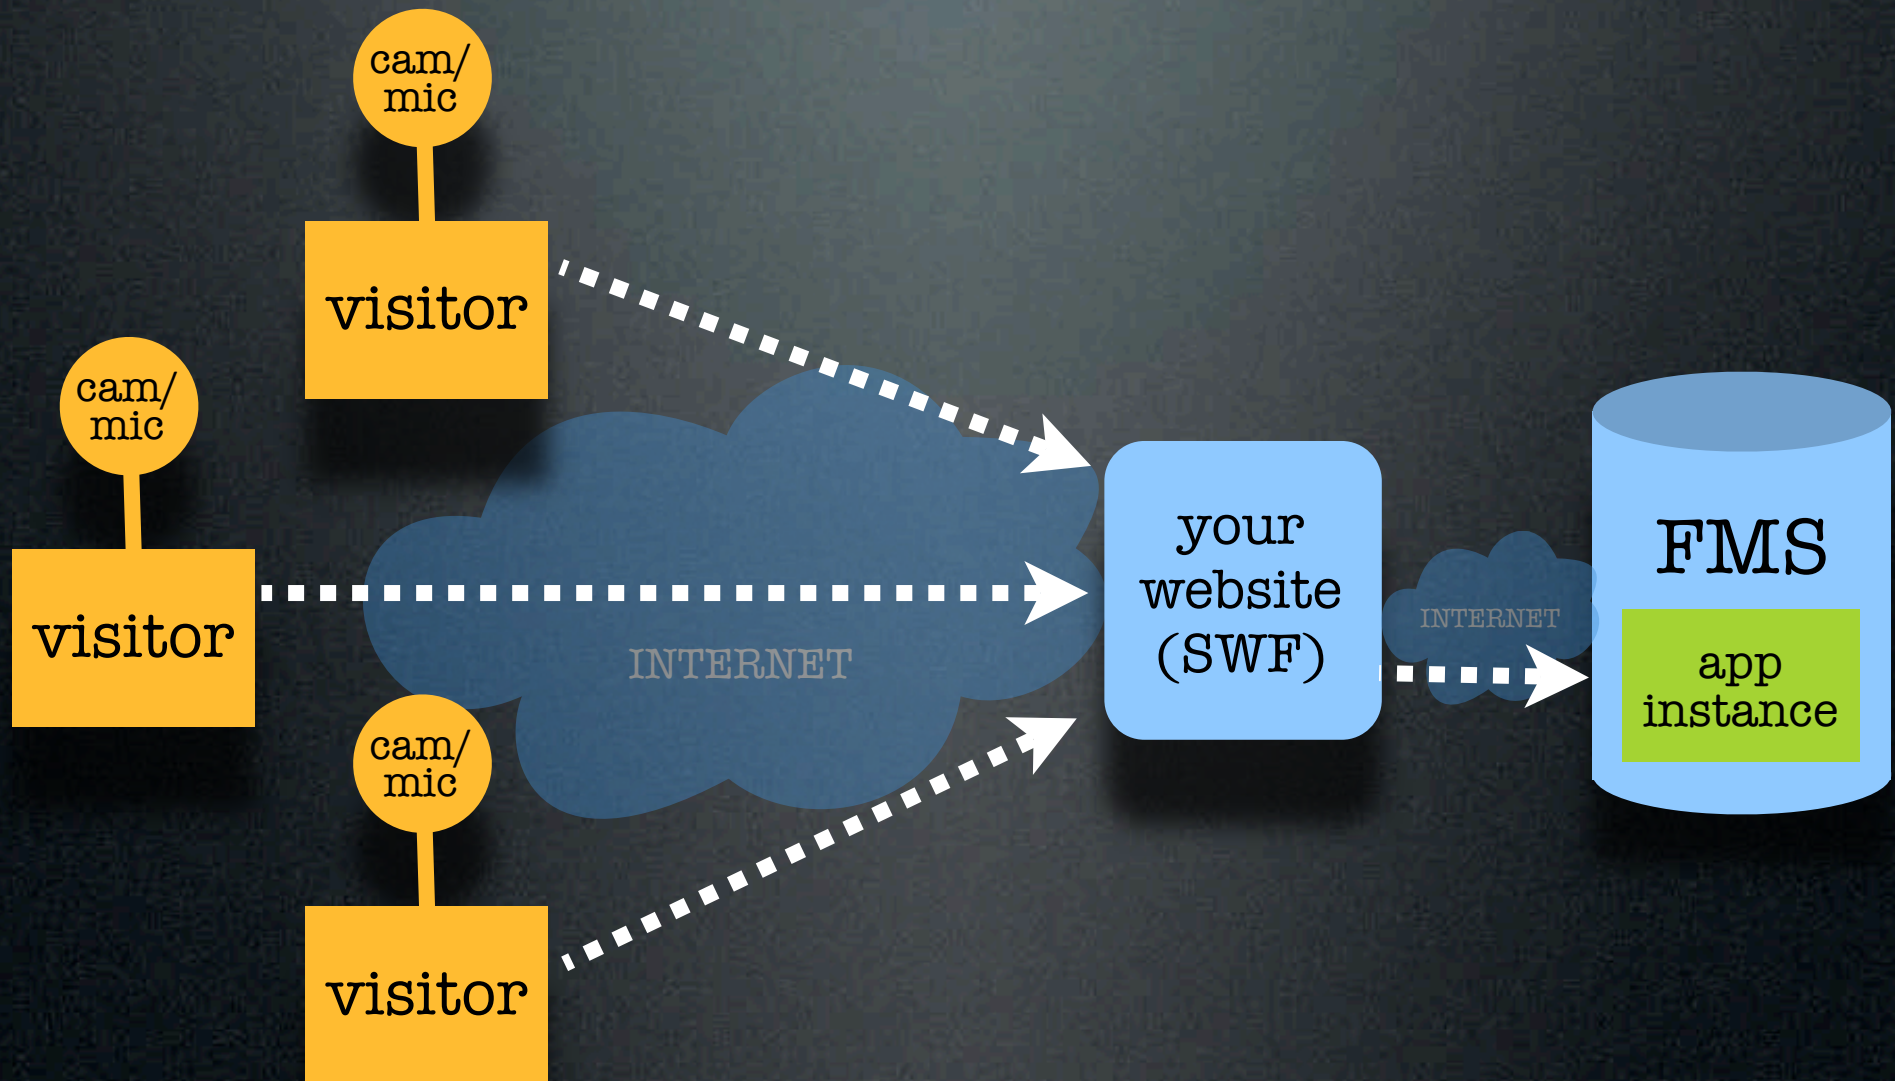 cam/
mic
visitor
cam/
mic
visitor
cam/
mic
visitor
INTERNET
your
website
(SWF)
INTERNET
FMS
app
instance